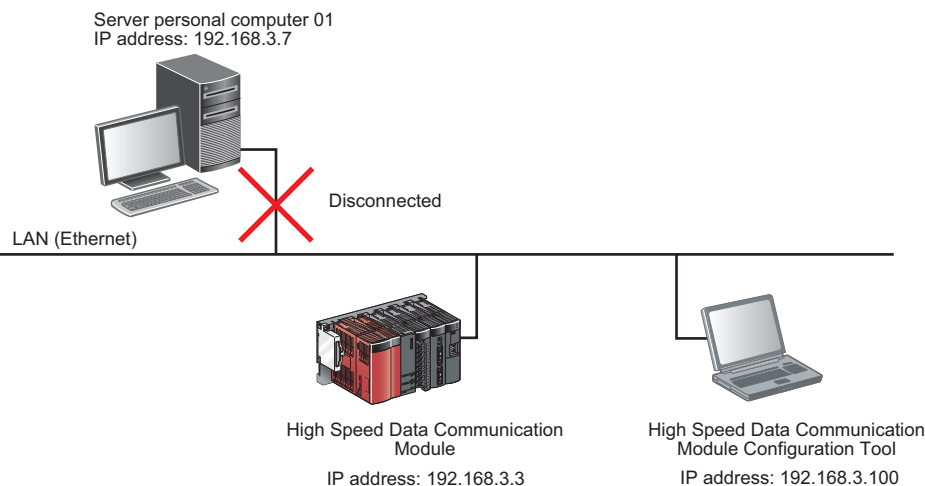 Server personal computer 01
IP address: 192.168.3.7
Disconnected
LAN (Ethernet)
High Speed Data Communication
Module
IP address: 192.168.3.3
High Speed Data Communication
Module Configuration Tool
IP address: 192.168.3.100